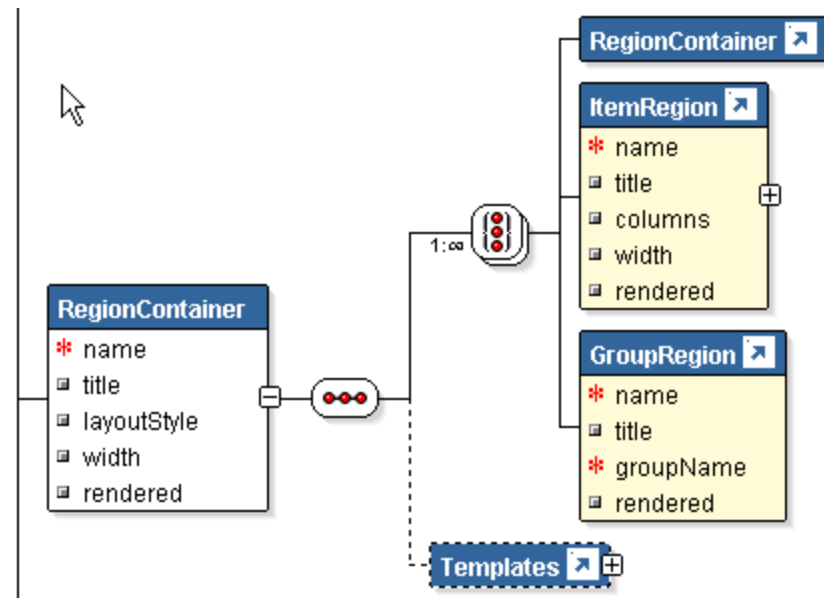 RegionContainer
ItemRegion
* name
title
columns
width
rendered
1:∞
RegionContainer
* name
title
layoutStyle
width
rendered
GroupRegion
* name
title
* groupName
rendered
Templates